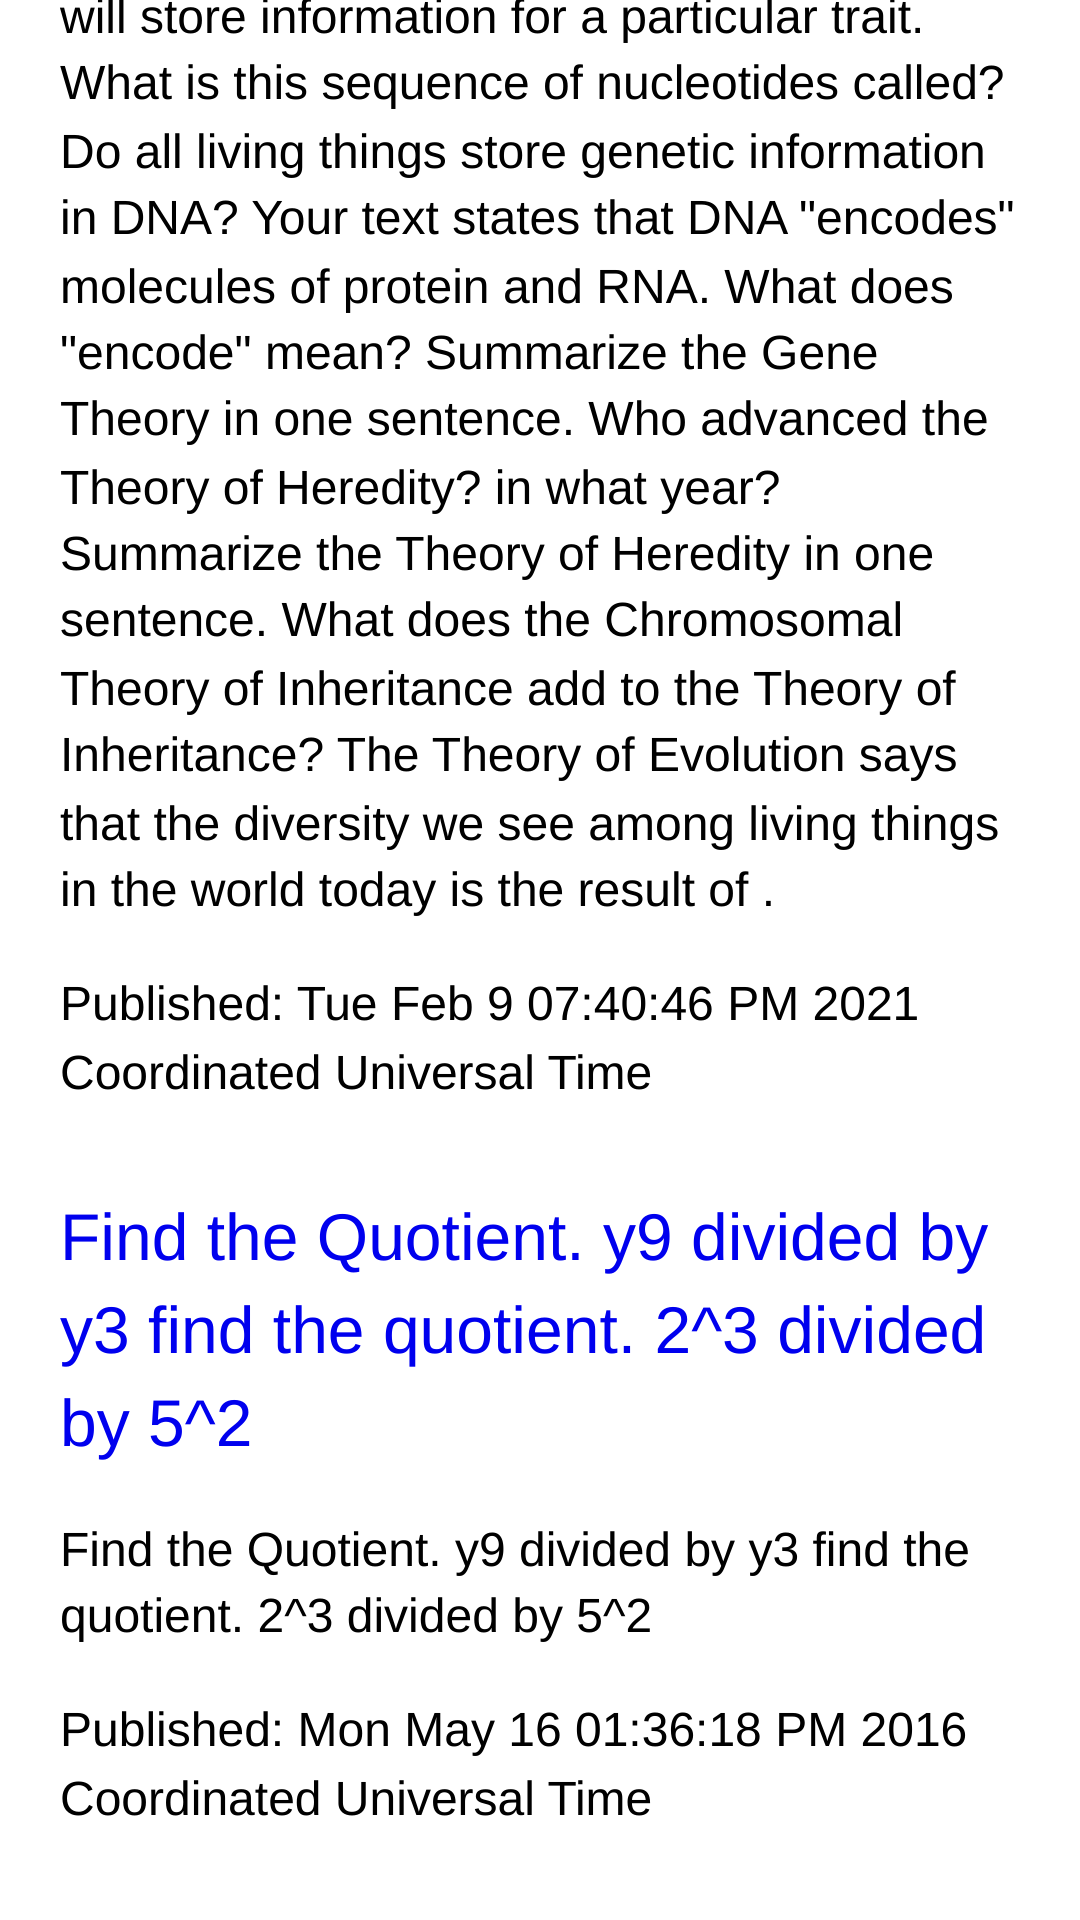 will store information for a particular trait.
What is this sequence of nucleotides called?
Do all living things store genetic information
in DNA? Your text states that DNA "encodes"
molecules of protein and RNA. What does
"encode" mean? Summarize the Gene
Theory in one sentence. Who advanced the
Theory of Heredity? in what year?
Summarize the Theory of Heredity in one
sentence. What does the Chromosomal
Theory of Inheritance add to the Theory of
Inheritance? The Theory of Evolution says
that the diversity we see among living things
in the world today is the result of .
Published: Tue Feb 9 07:40:46 PM 2021
Coordinated Universal Time
Find the Quotient. y9 divided by
y3 find the quotient. 2^3 divided
by 5^2
Find the Quotient. y9 divided by y3 find the
quotient. 2^3 divided by 5^2
Published: Mon May 16 01:36:18 PM 2016
Coordinated Universal Time